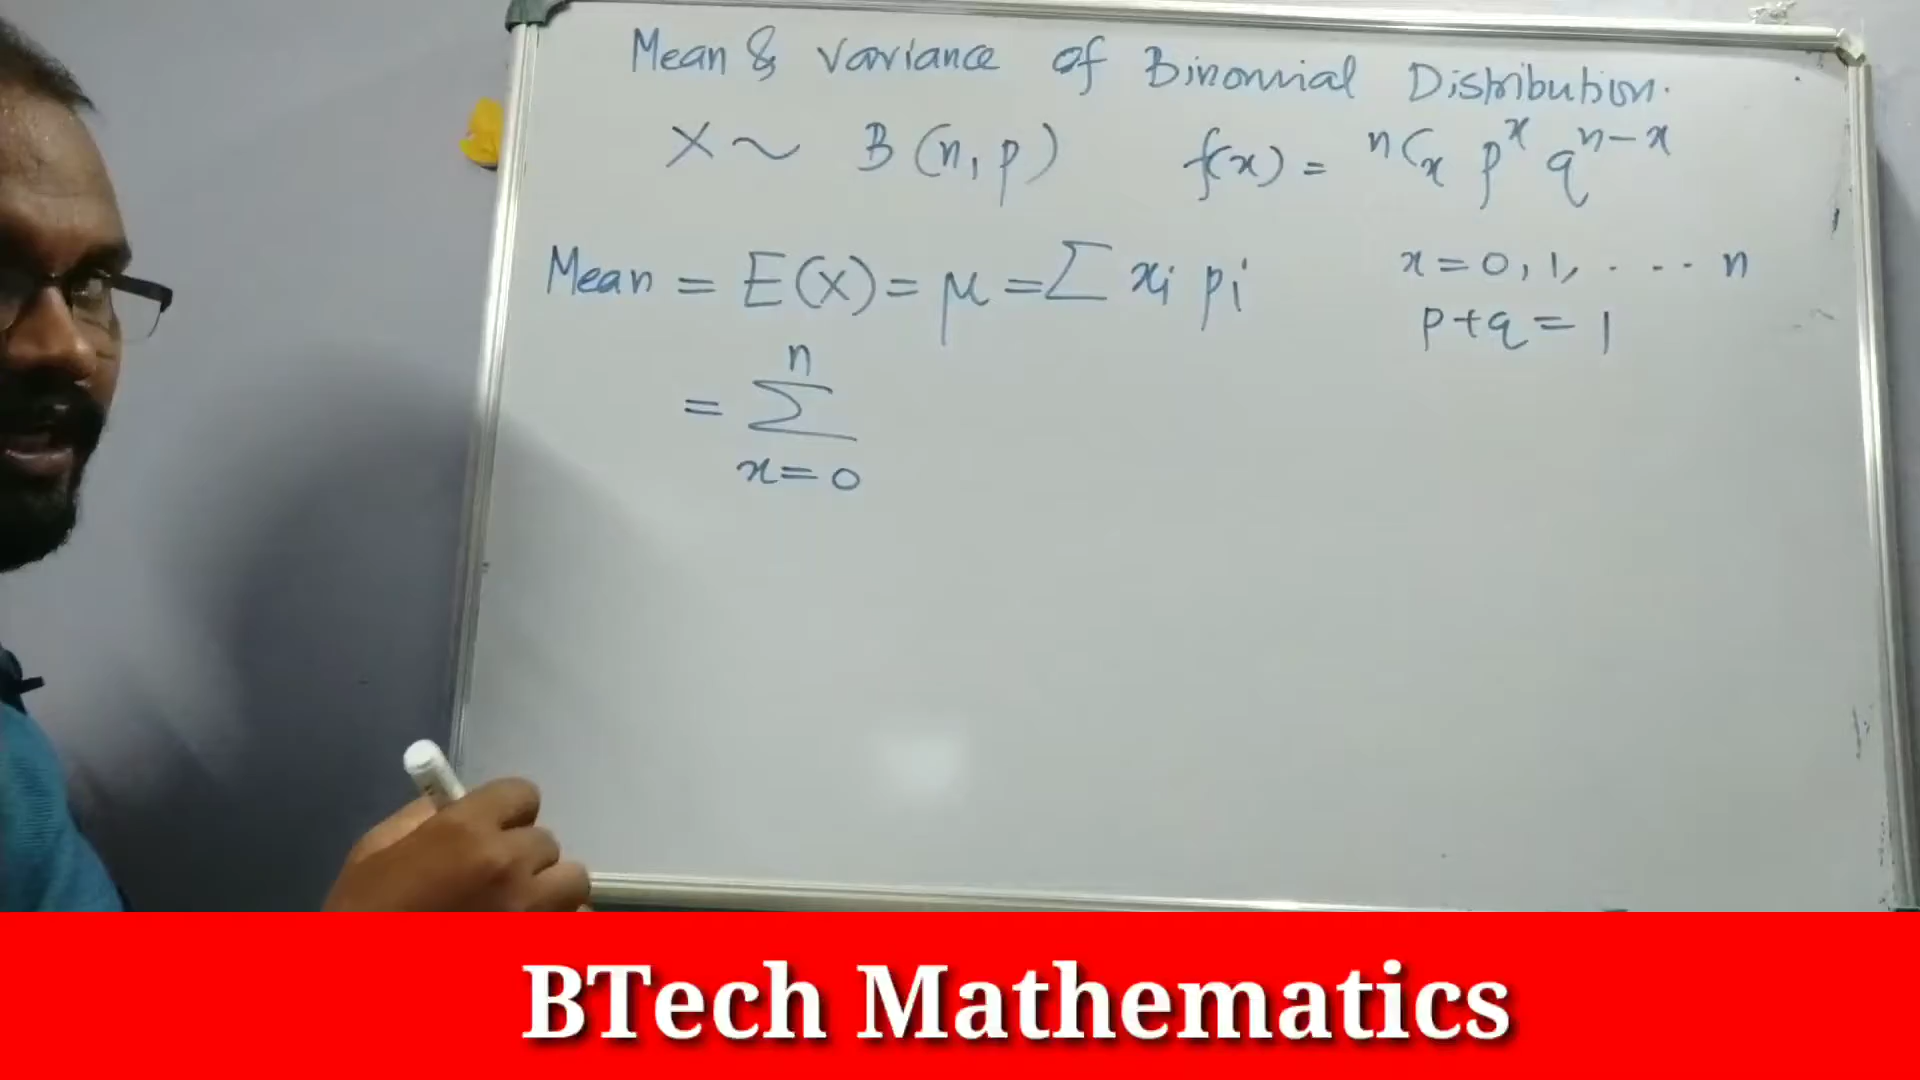 Mean & Variance of Binomial Distribution.
X ~ B(n, p) f(x) = ⁿCₓ pˣ qⁿ⁻ˣ
Mean = E(X) = μ = Σ xᵢ pᵢ x = 0, 1, . . . . n
p + q = 1
n
= Σ
x = 0
BTech Mathematics